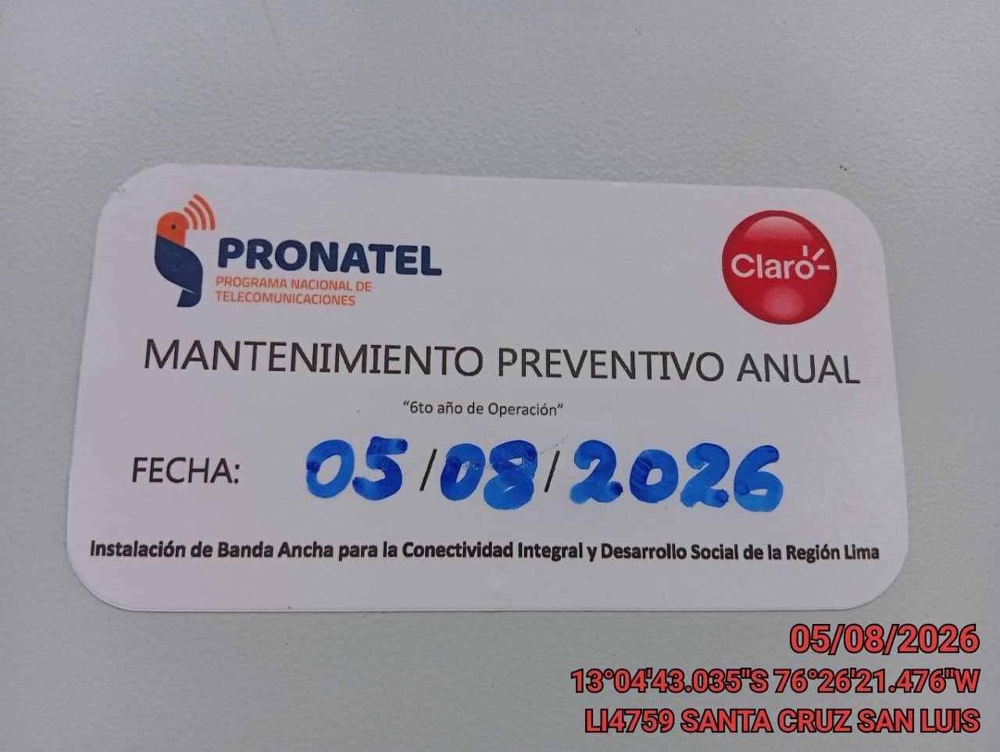 PRONATEL
PROGRAMA NACIONAL DE
TELECOMUNICACIONES
Claro
MANTENIMIENTO PREVENTIVO ANUAL
“6to año de Operación”
FECHA: 05/08/2026
Instalación de Banda Ancha para la Conectividad Integral y Desarrollo Social de la Región Lima
05/08/2026
13°04'43.035"S 76°26'21.476"W
LI4759 SANTA CRUZ SAN LUIS